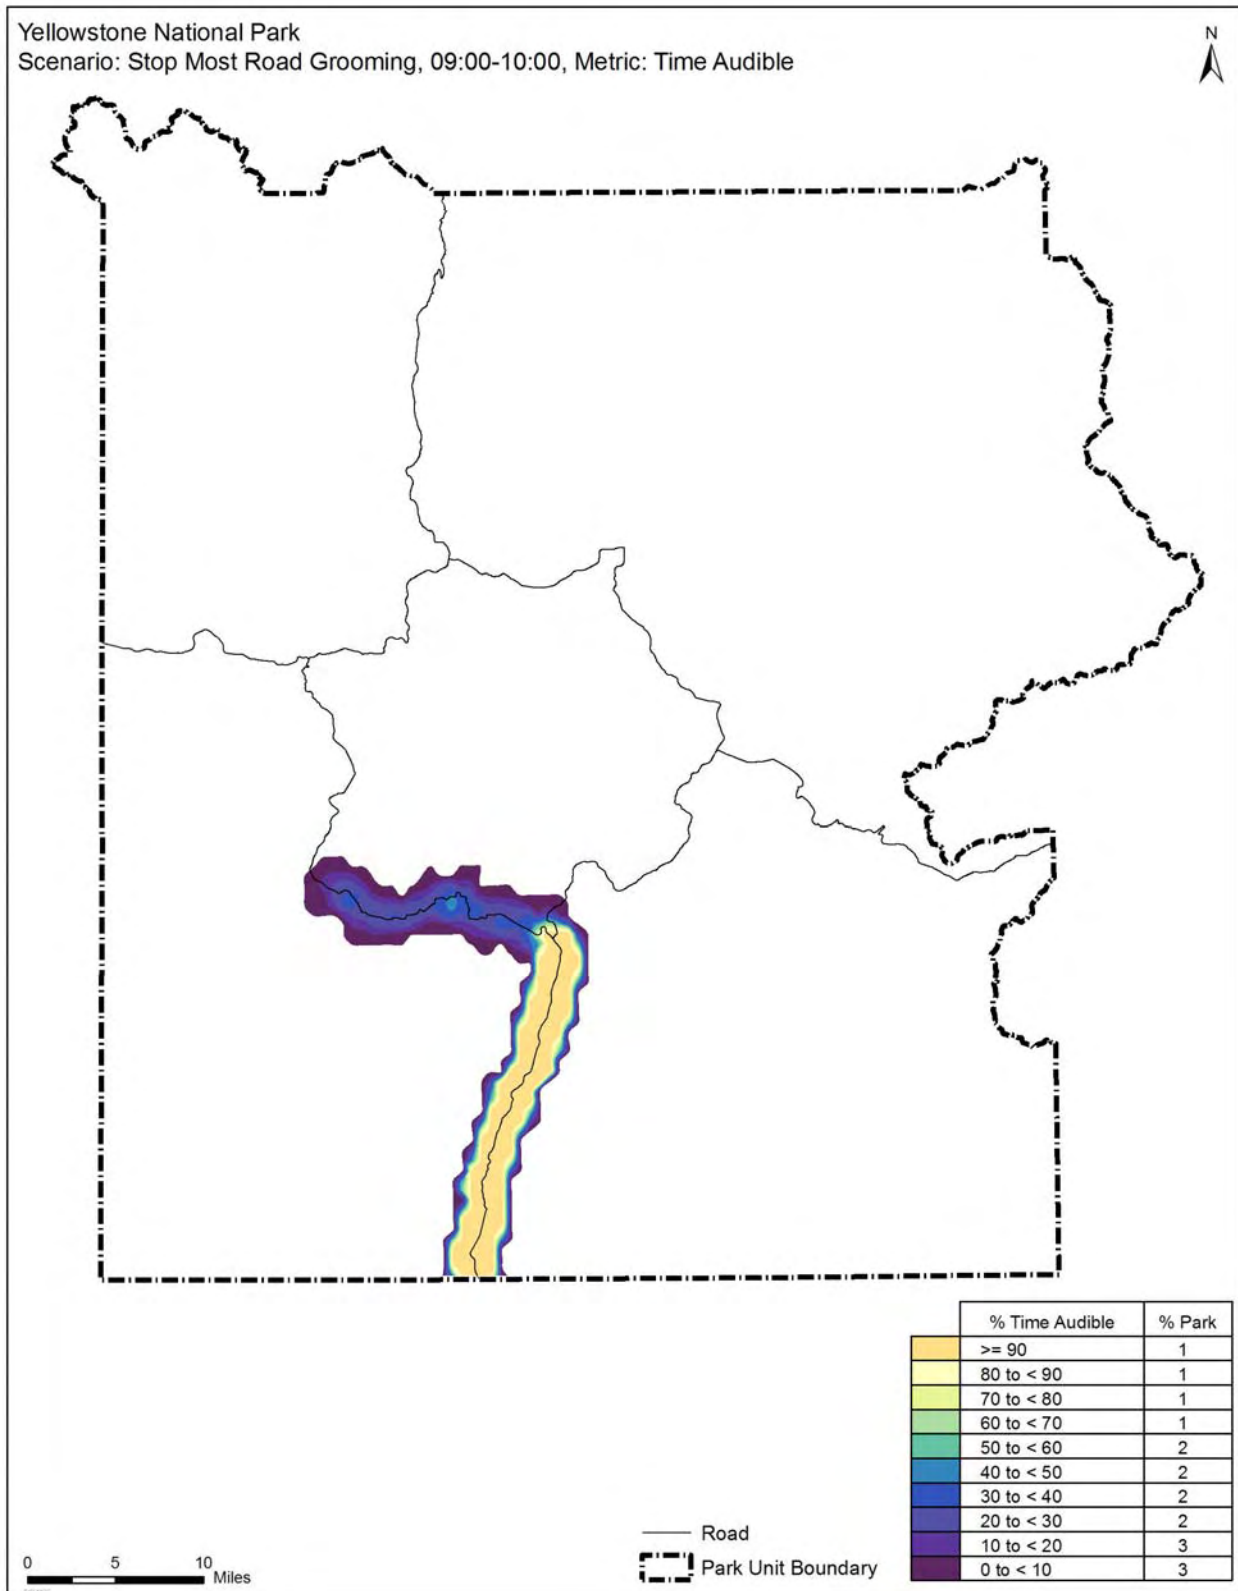 Yellowstone National Park
Scenario: Stop Most Road Grooming, 09:00-10:00, Metric: Time Audible
N
% Time Audible % Park
>= 90 1
80 to < 90 1
70 to < 80 1
60 to < 70 1
50 to < 60 2
40 to < 50 2
30 to < 40 2
20 to < 30 2
10 to < 20 3
0 to < 10 3
Road
Park Unit Boundary
0 5 10
Miles